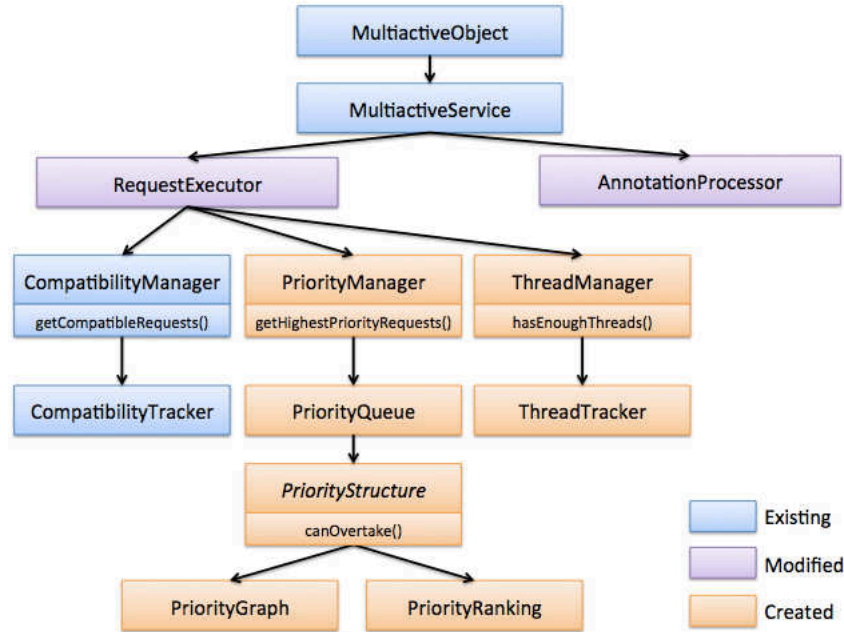 MultiactiveObject
MultiactiveService
RequestExecutor
AnnotationProcessor
CompatibilityManager
getCompatibleRequests()
PriorityManager
getHighestPriorityRequests()
ThreadManager
hasEnoughThreads()
CompatibilityTracker
PriorityQueue
ThreadTracker
PriorityStructure
canOvertake()
PriorityGraph
PriorityRanking
Existing
Modified
Created